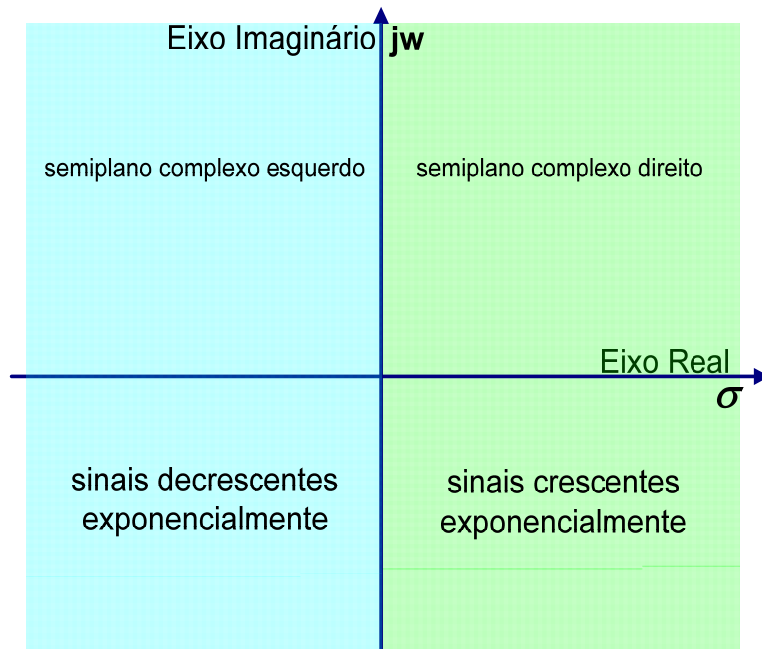 Eixo Imaginário jw
semiplano complexo esquerdo
semiplano complexo direito
Eixo Real
σ
sinais decrescentes
exponencialmente
sinais crescentes
exponencialmente